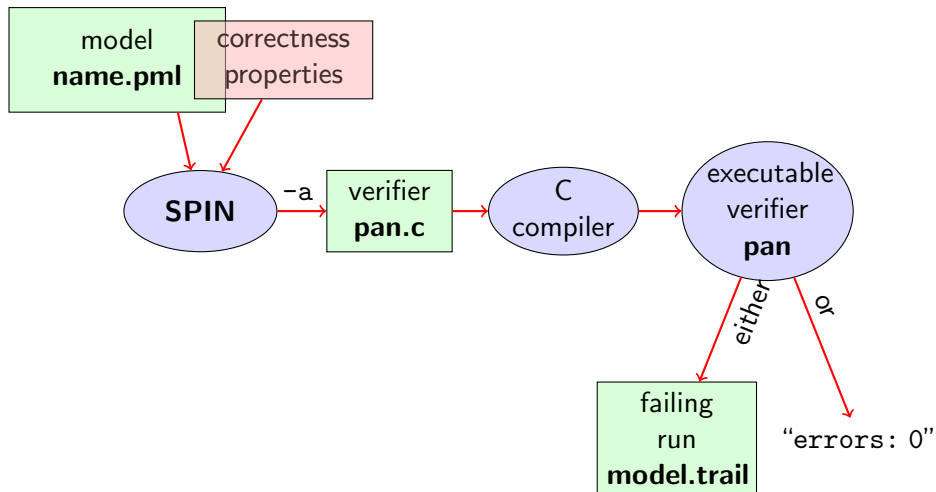 model
name.pml
correctness
properties
SPIN
-a
verifier
pan.c
C
compiler
executable
verifier
pan
either
or
failing
run
model.trail
“errors: 0”